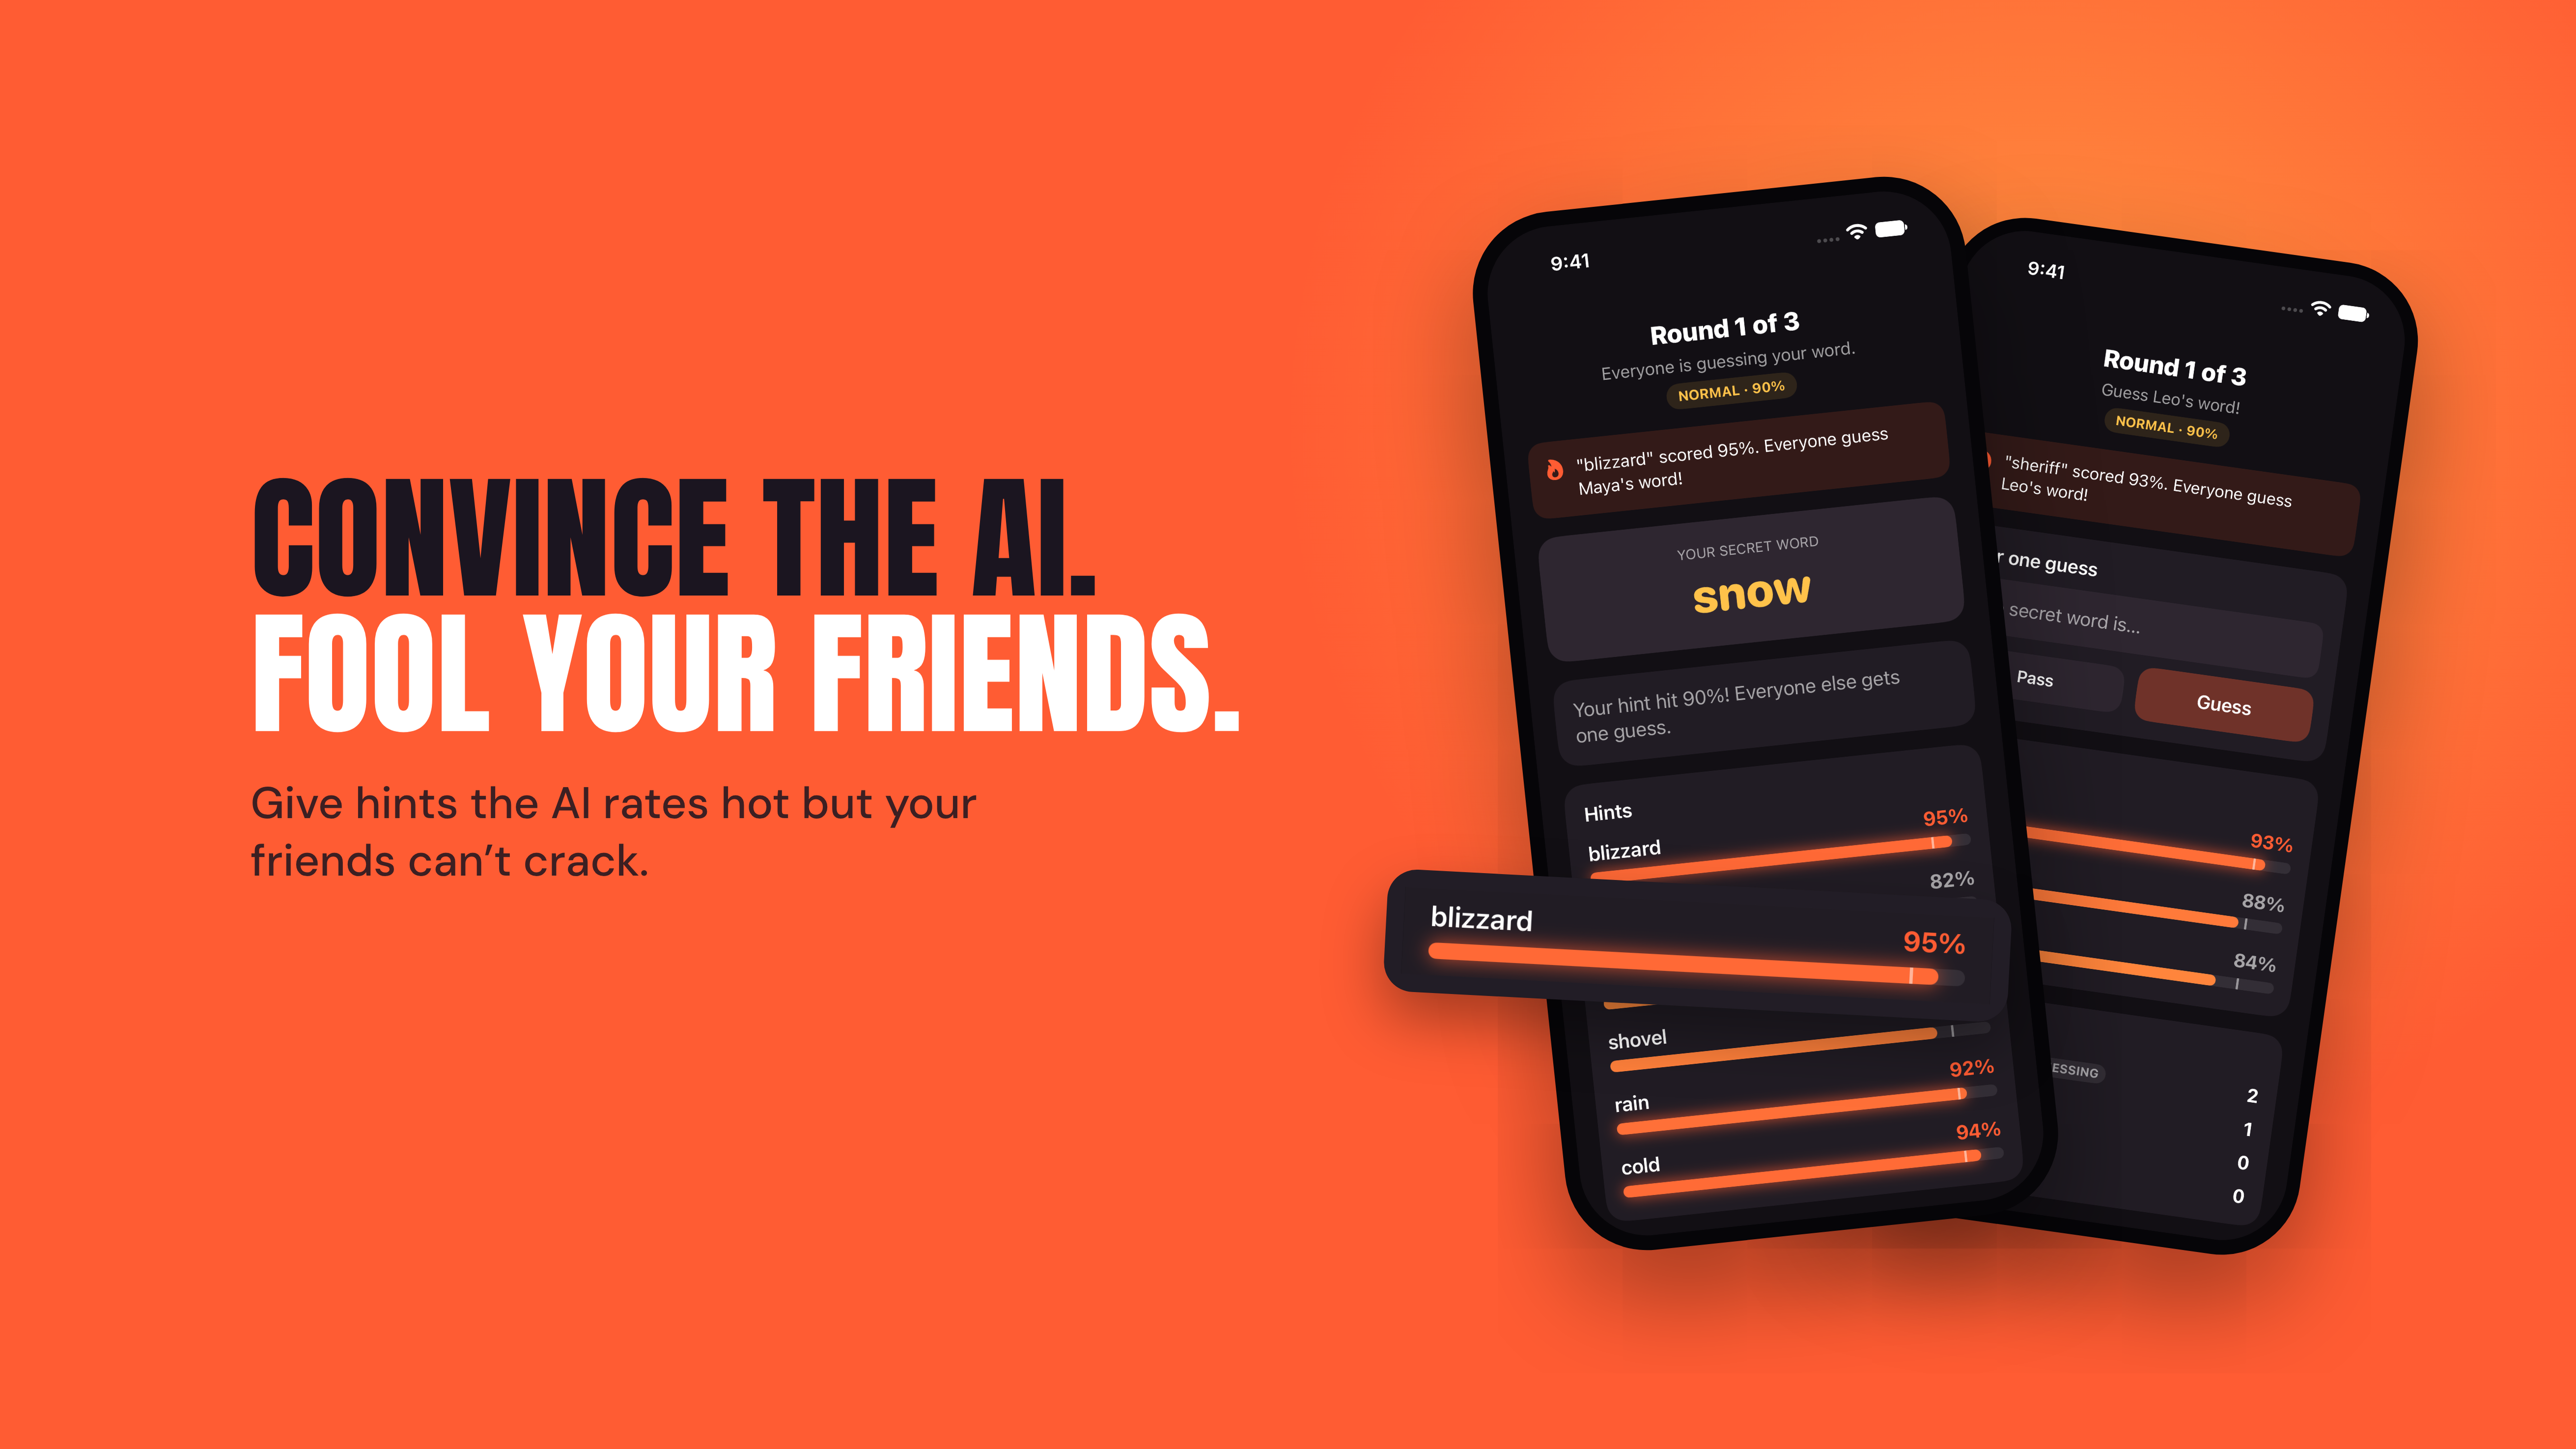 CONVINCE THE AI.
FOOL YOUR FRIENDS.
Give hints the AI rates hot but your
friends can’t crack.
9:41
Round 1 of 3
Everyone is guessing your word.
NORMAL · 90%
"blizzard" scored 95%. Everyone guess
Maya's word!
YOUR SECRET WORD
snow
Your hint hit 90%! Everyone else gets
one guess.
Hints
blizzard 95%
82%
blizzard 95%
shovel
rain 92%
cold 94%
9:41
Round 1 of 3
Guess Leo's word!
NORMAL · 90%
"sheriff" scored 93%. Everyone guess
Leo's word!
one guess
secret word is...
Pass Guess
93%
88%
84%
2
1
0
0